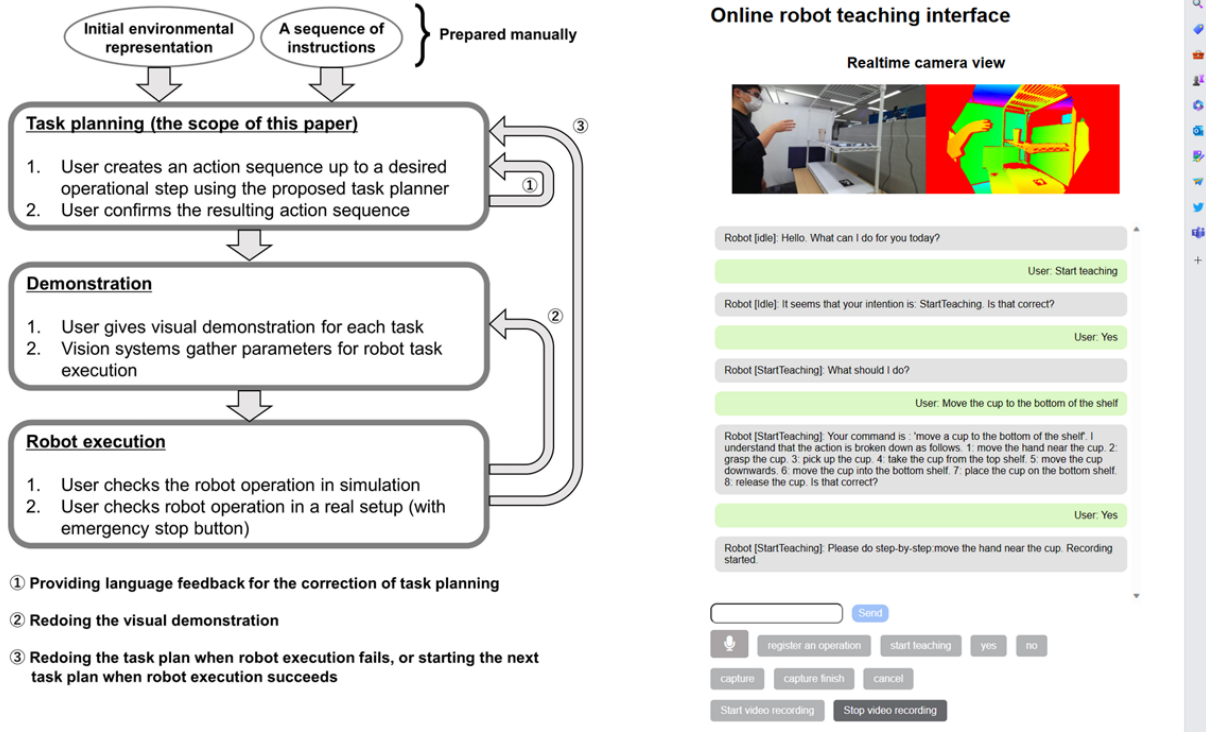 Initial environmental
representation
A sequence of
instructions
Prepared manually
Task planning (the scope of this paper)
1. User creates an action sequence up to a desired
operational step using the proposed task planner
2. User confirms the resulting action sequence
①
③
Demonstration
1. User gives visual demonstration for each task
2. Vision systems gather parameters for robot task
execution
②
Robot execution
1. User checks the robot operation in simulation
2. User checks robot operation in a real setup (with
emergency stop button)
① Providing language feedback for the correction of task planning
② Redoing the visual demonstration
③ Redoing the task plan when robot execution fails, or starting the next
task plan when robot execution succeeds
Online robot teaching interface
Realtime camera view
Robot [idle]: Hello. What can I do for you today?
User: Start teaching
Robot [Idle]: It seems that your intention is: StartTeaching. Is that correct?
User: Yes
Robot [StartTeaching]: What should I do?
User: Move the cup to the bottom of the shelf
Robot [StartTeaching]: Your command is : 'move a cup to the bottom of the shelf'. I
understand that the action is broken down as follows. 1: move the hand near the cup. 2:
grasp the cup. 3: pick up the cup. 4: take the cup from the top shelf. 5: move the cup
downwards. 6: move the cup into the bottom shelf. 7: place the cup on the bottom shelf.
8: release the cup. Is that correct?
User: Yes
Robot [StartTeaching]: Please do step-by-step:move the hand near the cup. Recording
started.
Send
register an operation
start teaching
yes
no
capture
capture finish
cancel
Start video recording
Stop video recording